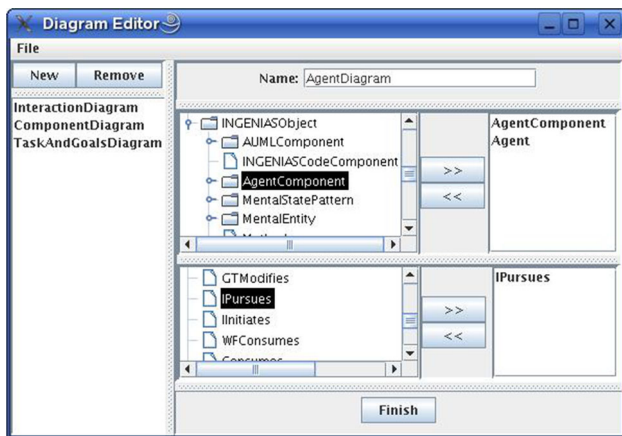 Diagram Editor
File
New Remove
Name: AgentDiagram
InteractionDiagram
ComponentDiagram
TaskAndGoalsDiagram
INGENIASObject
AUMLComponent
INGENIASCodeComponent
AgentComponent
MentalStatePattern
MentalEntity
>>
<<
AgentComponent
Agent
GTModifies
IPursues
IInitiates
WFConsumes
Consumes
>>
<<
IPursues
Finish